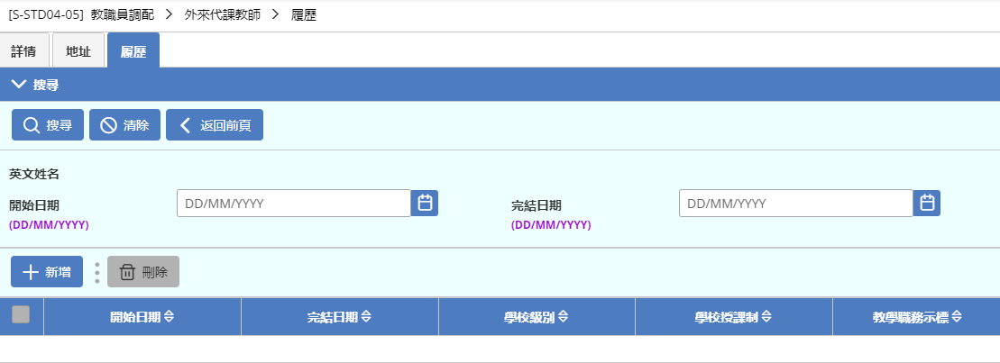 [S-STD04-05] 教職員調配 > 外來代課教師 > 履歷
詳情 地址 履歷
搜尋
搜尋 清除 返回前頁
英文姓名
開始日期 DD/MM/YYYY 完結日期 DD/MM/YYYY
(DD/MM/YYYY) (DD/MM/YYYY)
新增 刪除
開始日期 完結日期 學校級別 學校授課制 教學職務示標